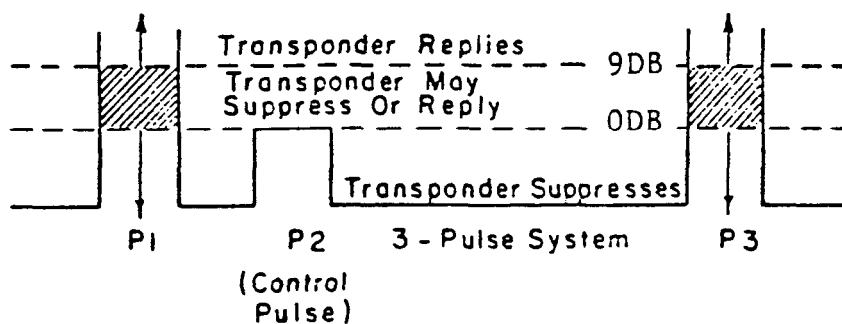 Transponder Replies
9DB
Transponder May
Suppress Or Reply
0DB
Transponder Suppresses
P1
P2
3-Pulse System
P3
(Control
Pulse)